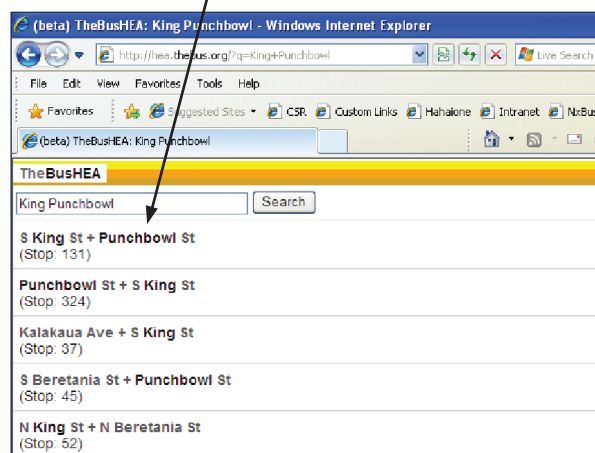 (beta) TheBusHEA: King Punchbowl - Windows Internet Explorer
http://hea.thebus.org/?q=King+Punchbowl
Live Search
File Edit View Favorites Tools Help
Favorites Suggested Sites CSR Custom Links Hahaione Intranet NxBus
(beta) TheBusHEA: King Punchbowl
TheBusHEA
King Punchbowl Search
S King St + Punchbowl St
(Stop: 131)
Punchbowl St + S King St
(Stop: 324)
Kalakaua Ave + S King St
(Stop: 37)
S Beretania St + Punchbowl St
(Stop: 45)
N King St + N Beretania St
(Stop: 52)